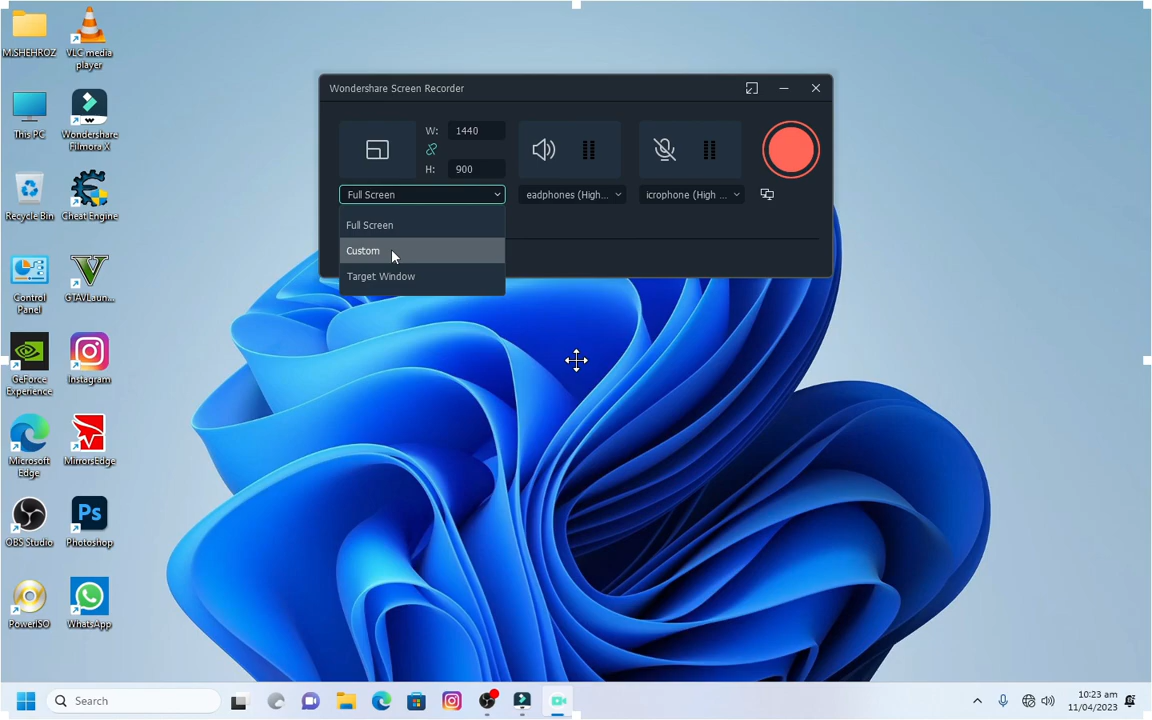 M.SHEHROZ
VLC media
player
This PC
Wondershare
Filmora X
Recycle Bin
Cheat Engine
Control
Panel
GTAVLaun...
GeForce
Experience
Instagram
Microsoft
Edge
MirrorsEdge
OBS Studio
Ps
Photoshop
PowerISO
WhatsApp
Wondershare Screen Recorder
W: 1440
H: 900
Full Screen
eadphones (High...
icrophone (High ...
Full Screen
Custom
Target Window
Search
10:23 am
11/04/2023